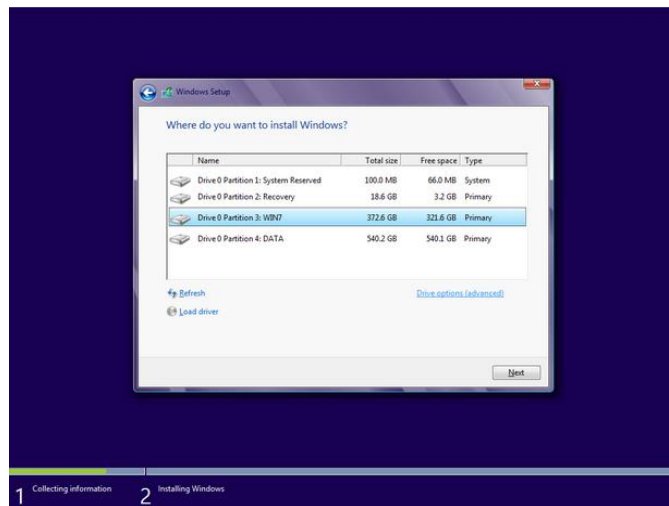 Windows Setup
Where do you want to install Windows?
Name Total size Free space Type
Drive 0 Partition 1: System Reserved 100.0 MB 66.0 MB System
Drive 0 Partition 2: Recovery 18.6 GB 3.2 GB Primary
Drive 0 Partition 3: WIN7 372.6 GB 321.6 GB Primary
Drive 0 Partition 4: DATA 540.2 GB 540.1 GB Primary
Refresh Drive options (advanced)
Load driver
Next
1 Collecting information 2 Installing Windows